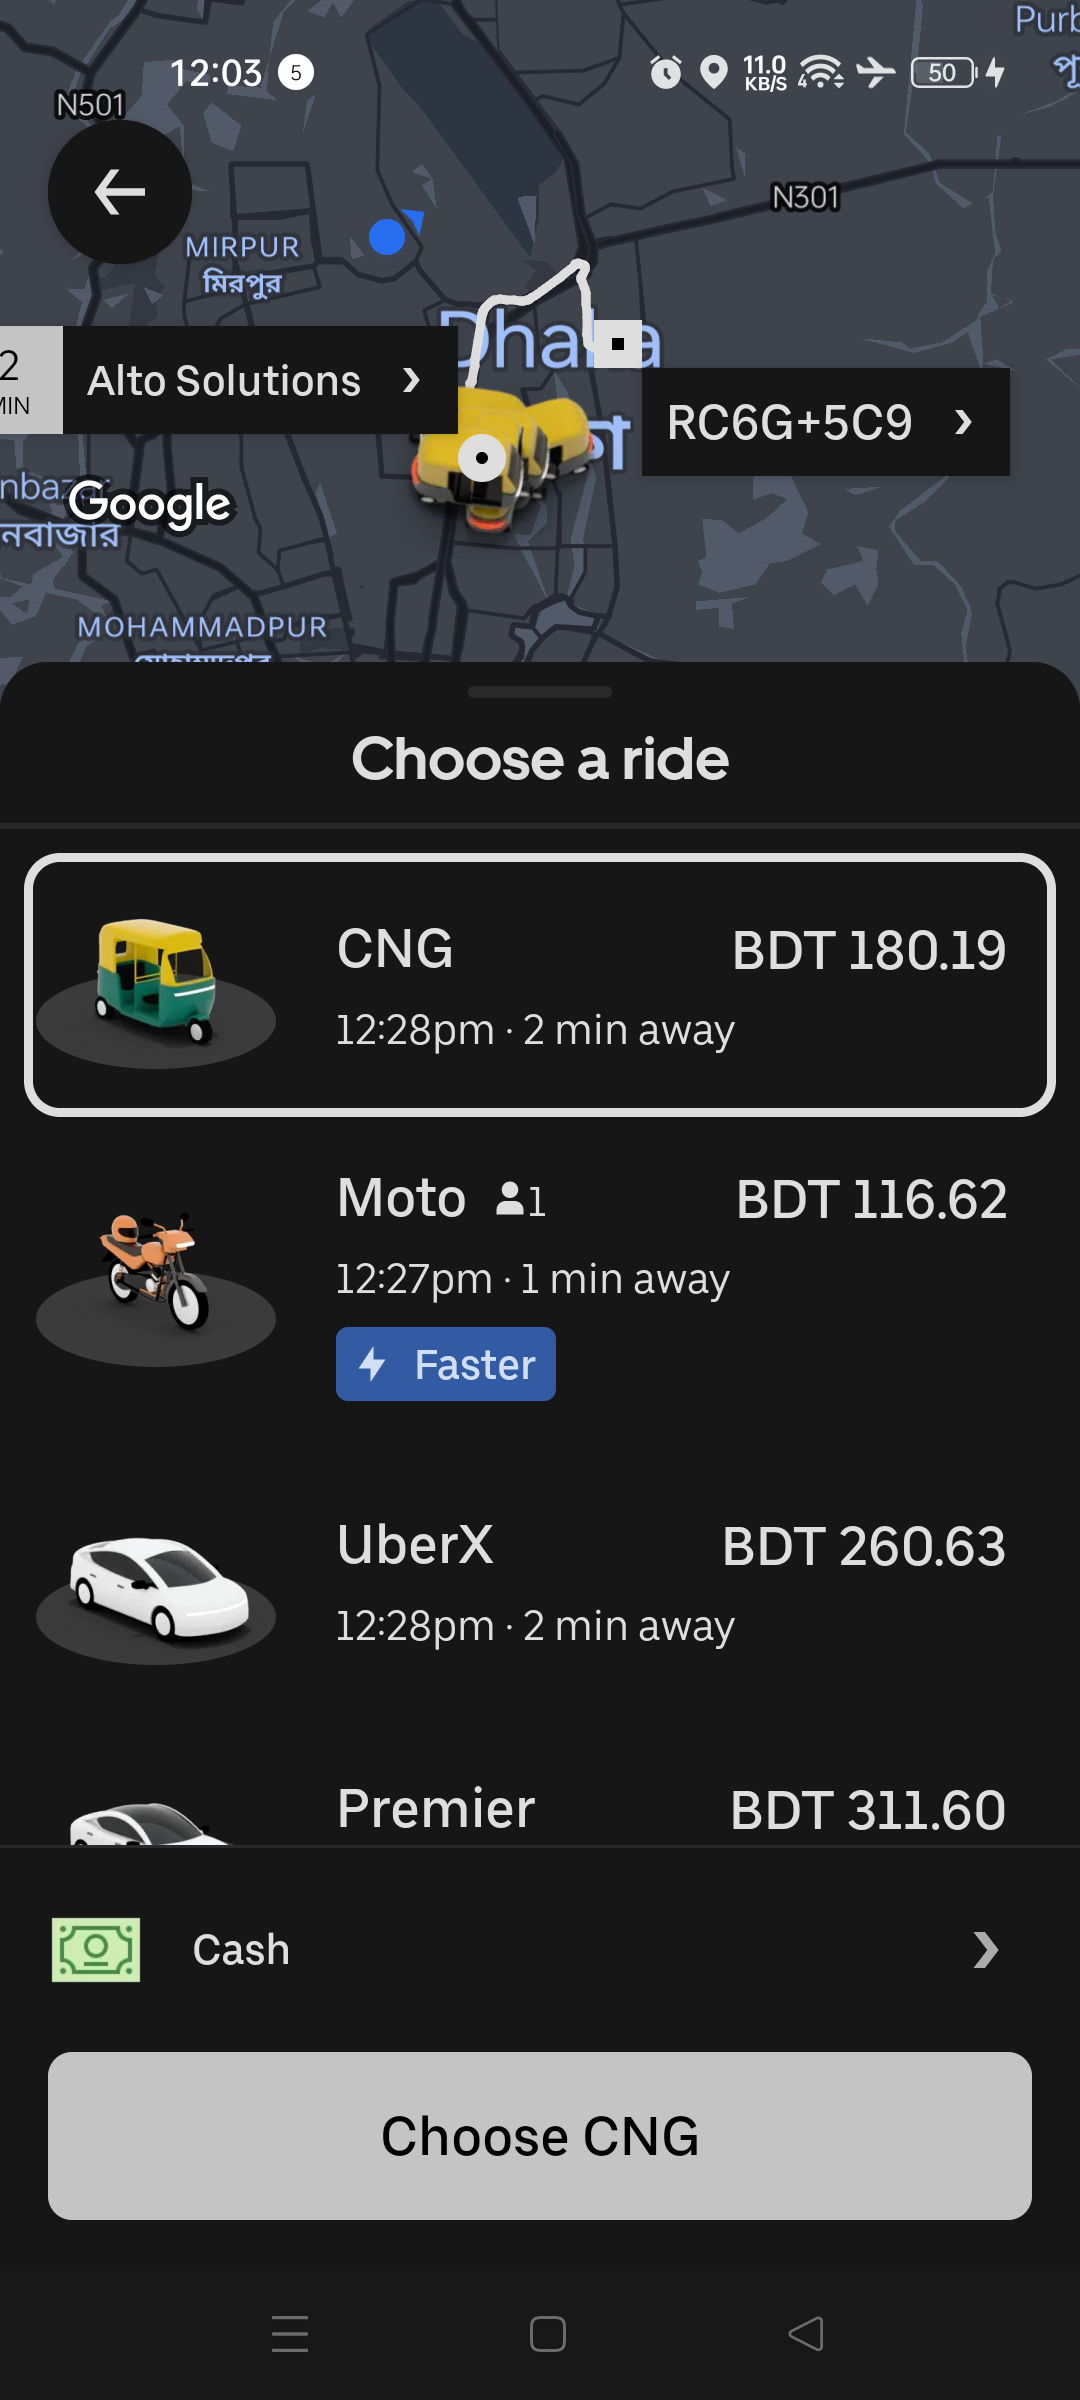 12:03 5 11.0 KB/S 4 50
N501
N301
MIRPUR
মিরপুর
Dhaka
2
MIN
Alto Solutions
RC6G+5C9
Google
নবাজার
MOHAMMADPUR
Choose a ride
CNG BDT 180.19
12:28pm · 2 min away
Moto 1 BDT 116.62
12:27pm · 1 min away
Faster
UberX BDT 260.63
12:28pm · 2 min away
Premier BDT 311.60
Cash
Choose CNG